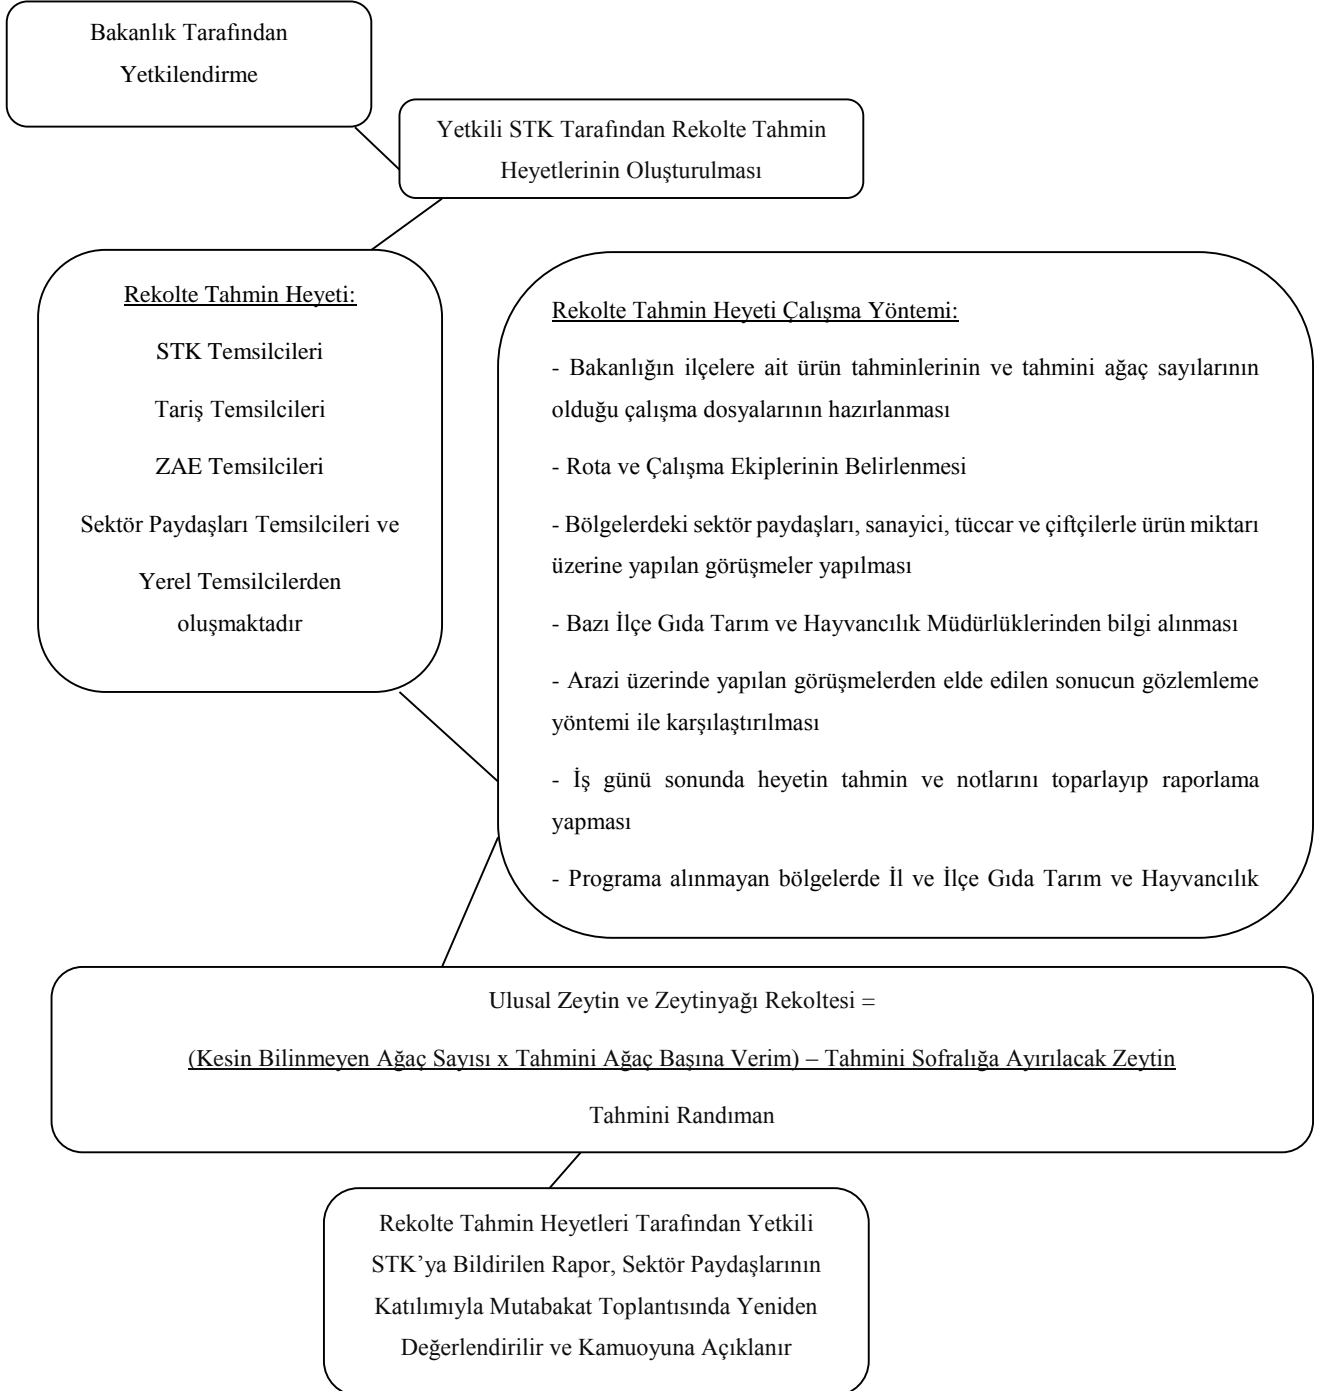 Bakanlık Tarafından
Yetkilendirme
Yetkili STK Tarafından Rekolte Tahmin
Heyetlerinin Oluşturulması
Rekolte Tahmin Heyeti:
STK Temsilcileri
Tariş Temsilcileri
ZAE Temsilcileri
Sektör Paydaşları Temsilcileri ve
Yerel Temsilcilerden
oluşmaktadır
Rekolte Tahmin Heyeti Çalışma Yöntemi:
- Bakanlığın ilçelere ait ürün tahminlerinin ve tahmini ağaç sayılarının
olduğu çalışma dosyalarının hazırlanması
- Rota ve Çalışma Ekiplerinin Belirlenmesi
- Bölgelerdeki sektör paydaşları, sanayici, tüccar ve çiftçilerle ürün miktarı
üzerine yapılan görüşmeler yapılması
- Bazı İlçe Gıda Tarım ve Hayvancılık Müdürlüklerinden bilgi alınması
- Arazi üzerinde yapılan görüşmelerden elde edilen sonucun gözlemleme
yöntemi ile karşılaştırılması
- İş günü sonunda heyetin tahmin ve notlarını toparlayıp raporlama
yapması
- Programa alınmayan bölgelerde İl ve İlçe Gıda Tarım ve Hayvancılık
Ulusal Zeytin ve Zeytinyağı Rekoltesi =
(Kesin Bilinmeyen Ağaç Sayısı x Tahmini Ağaç Başına Verim) – Tahmini Sofralığa Ayırılacak Zeytin
Tahmini Randıman
Rekolte Tahmin Heyetleri Tarafından Yetkili
STK’ya Bildirilen Rapor, Sektör Paydaşlarının
Katılımıyla Mutabakat Toplantısında Yeniden
Değerlendirilir ve Kamuoyuna Açıklanır